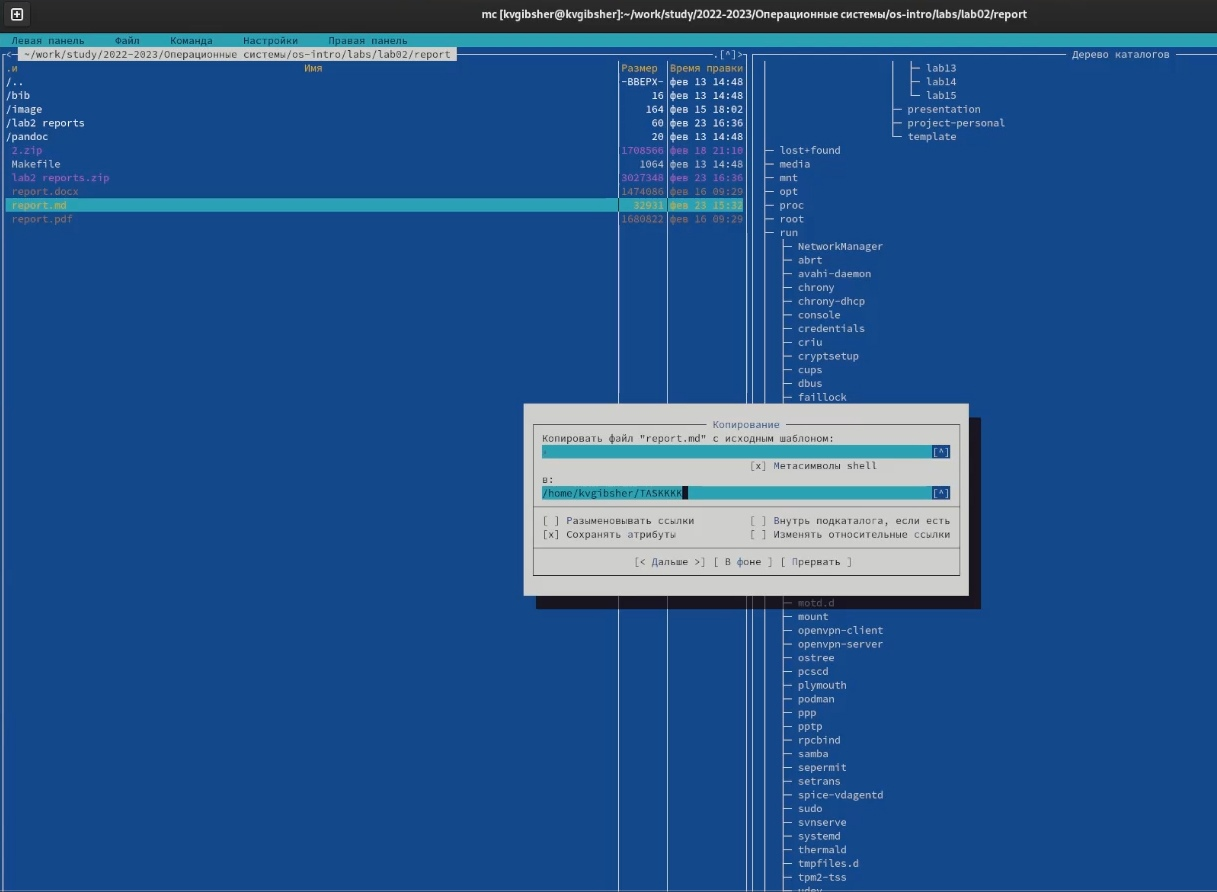 mc [kvgibsher@kvgibsher]:~/work/study/2022-2023/Операционные системы/os-intro/labs/lab02/report
Левая панель Файл Команда Настройки Правая панель
<— ~/work/study/2022-2023/Операционные системы/os-intro/labs/lab02/report .[^]>
.и Имя Размер Время правки
/.. -ВВЕРХ- фев 13 14:48
/bib 16 фев 13 14:48
/image 164 фев 15 18:02
/lab2 reports 60 фев 23 16:36
/pandoc 20 фев 13 14:48
2.zip 1708566 фев 18 21:10
Makefile 1064 фев 13 14:48
lab2 reports.zip 3027348 фев 23 16:36
report.docx 1474086 фев 16 09:29
report.md 32931 фев 23 15:32
report.pdf 1680822 фев 16 09:29
Дерево каталогов
lab13
lab14
lab15
presentation
project-personal
template
lost+found
media
mnt
opt
proc
root
run
NetworkManager
abrt
avahi-daemon
chrony
chrony-dhcp
console
credentials
criu
cryptsetup
cups
dbus
faillock
Копирование
Копировать файл "report.md" с исходным шаблоном:
[^]
[x] Метасимволы shell
в:
/home/kvgibsher/TASKKKK [^]
[ ] Разыменовывать ссылки [ ] Внутрь подкаталога, если есть
[x] Сохранять атрибуты [ ] Изменять относительные ссылки
[< Дальше >] [ В фоне ] [ Прервать ]
motd.d
mount
openvpn-client
openvpn-server
ostree
pcscd
plymouth
podman
ppp
pptp
rpcbind
samba
sepermit
setrans
spice-vdagentd
sudo
svnserve
systemd
thermald
tmpfiles.d
tpm2-tss
udev